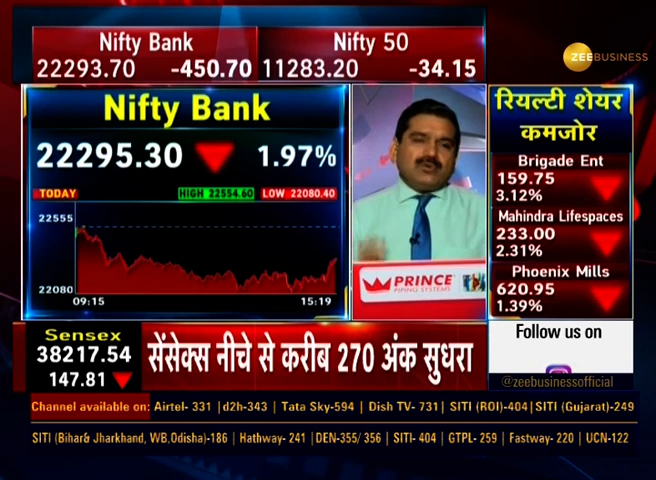 Nifty Bank
22293.70 -450.70
Nifty 50
11283.20 -34.15
ZEEBUSINESS
Nifty Bank
22295.30 1.97%
TODAY HIGH 22554.60 LOW 22080.40
22555
22080
09:15 15:19
PRINCE
PIPING SYSTEMS
रियल्टी शेयर
कमजोर
Brigade Ent
159.75
3.12%
Mahindra Lifespaces
233.00
2.31%
Phoenix Mills
620.95
1.39%
Sensex
38217.54
147.81
सेंसेक्स नीचे से करीब 270 अंक सुधरा
Follow us on
@zeebusinessofficial
Channel available on: Airtel- 331 | d2h-343 | Tata Sky-594 | Dish TV- 731 | SITI (ROI)-404 | SITI (Gujarat)-249
SITI (Bihar& Jharkhand, WB,Odisha)-186 | Hathway- 241 | DEN-355/ 356 | SITI- 404 | GTPL- 259 | Fastway- 220 | UCN-122